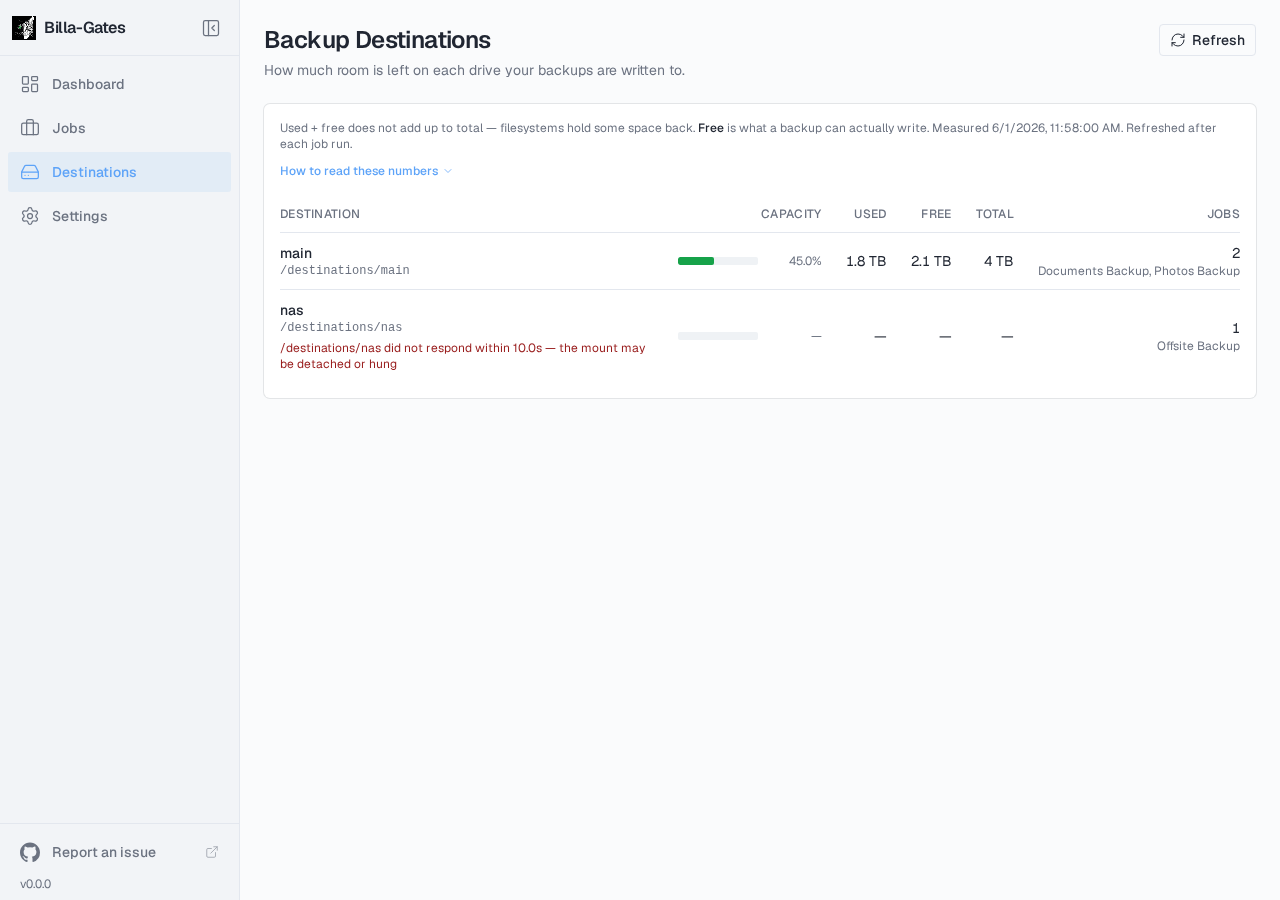 Billa-Gates
Dashboard
Jobs
Destinations
Settings
Report an issue
v0.0.0
Backup Destinations
Refresh
How much room is left on each drive your backups are written to.
Used + free does not add up to total — filesystems hold some space back. Free is what a backup can actually write. Measured 6/1/2026, 11:58:00 AM. Refreshed after
each job run.
How to read these numbers
DESTINATION CAPACITY USED FREE TOTAL JOBS
main
/destinations/main
45.0% 1.8 TB 2.1 TB 4 TB
2
Documents Backup, Photos Backup
nas
/destinations/nas
/destinations/nas did not respond within 10.0s — the mount may
be detached or hung
— — — —
1
Offsite Backup